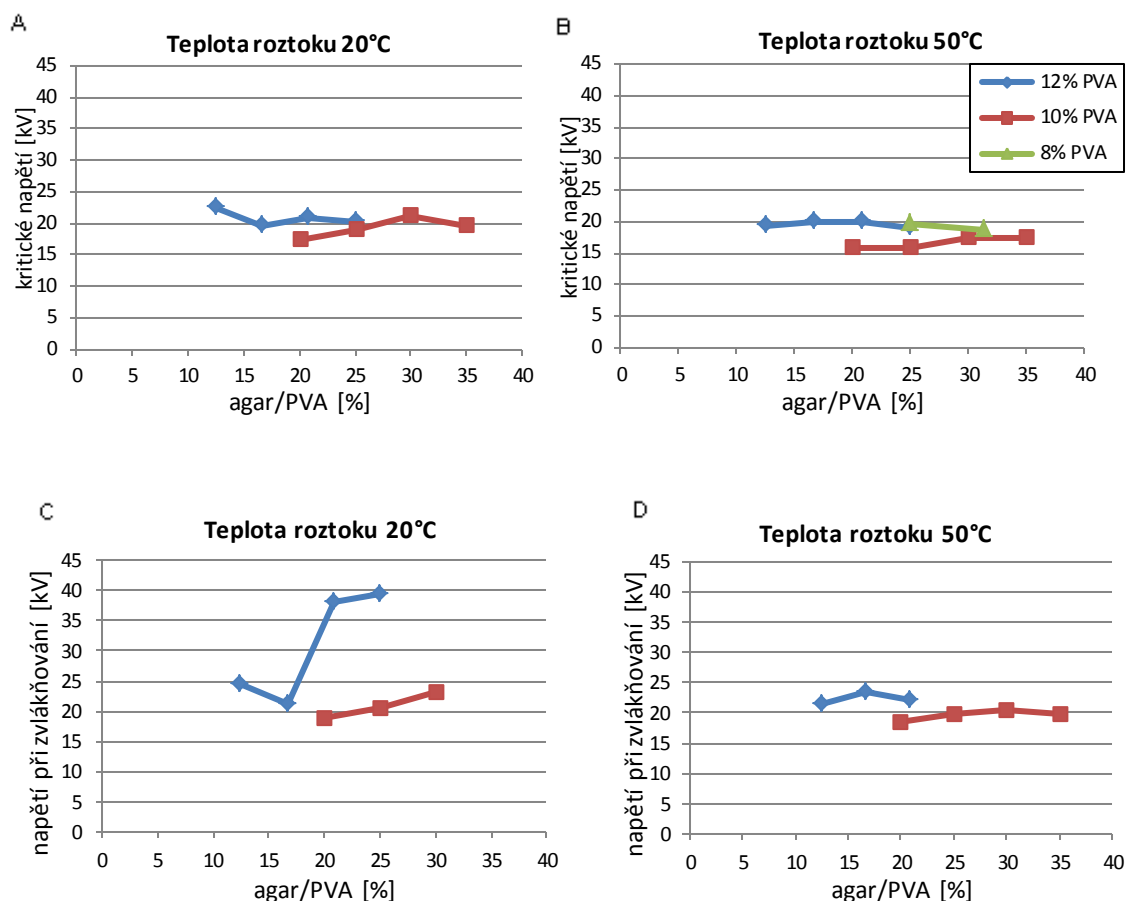 A
Teplota roztoku 20°C
kritické napětí [kV]
45
40
35
30
25
20
15
10
5
0
0 5 10 15 20 25 30 35 40
agar/PVA [%]
B
Teplota roztoku 50°C
kritické napětí [kV]
45
40
35
30
25
20
15
10
5
0
0 5 10 15 20 25 30 35 40
agar/PVA [%]
12% PVA
10% PVA
8% PVA
C
Teplota roztoku 20°C
napětí při zvlákňování [kV]
45
40
35
30
25
20
15
10
5
0
0 5 10 15 20 25 30 35 40
agar/PVA [%]
D
Teplota roztoku 50°C
napětí při zvlákňování [kV]
45
40
35
30
25
20
15
10
5
0
0 5 10 15 20 25 30 35 40
agar/PVA [%]